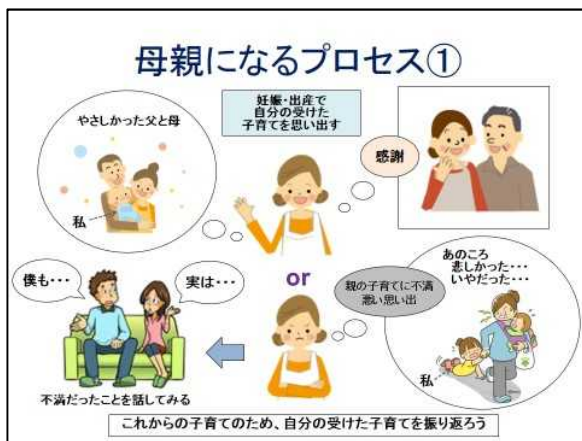 母親になるプロセス①
やさしかった父と母
私
妊娠・出産で
自分の受けた
子育てを思い出す
感謝
僕も・・・
実は・・・
不満だったことを話してみる
or
親の子育てに不満
悪い思い出
あのころ
悲しかった・・・
いやだった・・・
私
これからの子育てのため、自分の受けた子育てを振り返ろう